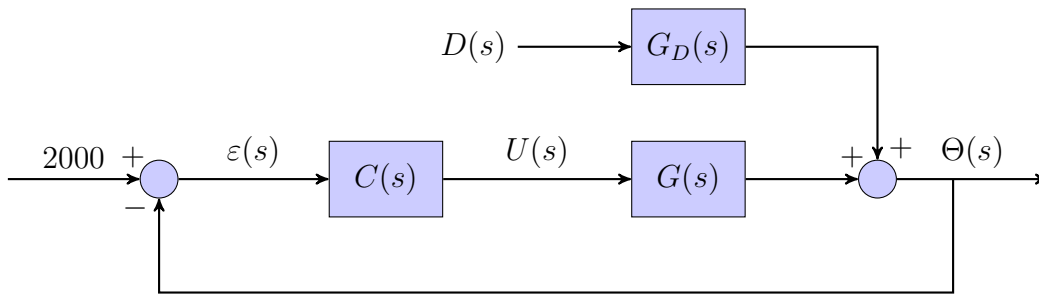 D(s)
G_D(s)
2000
+
−
ε(s)
C(s)
U(s)
G(s)
+
+
Θ(s)